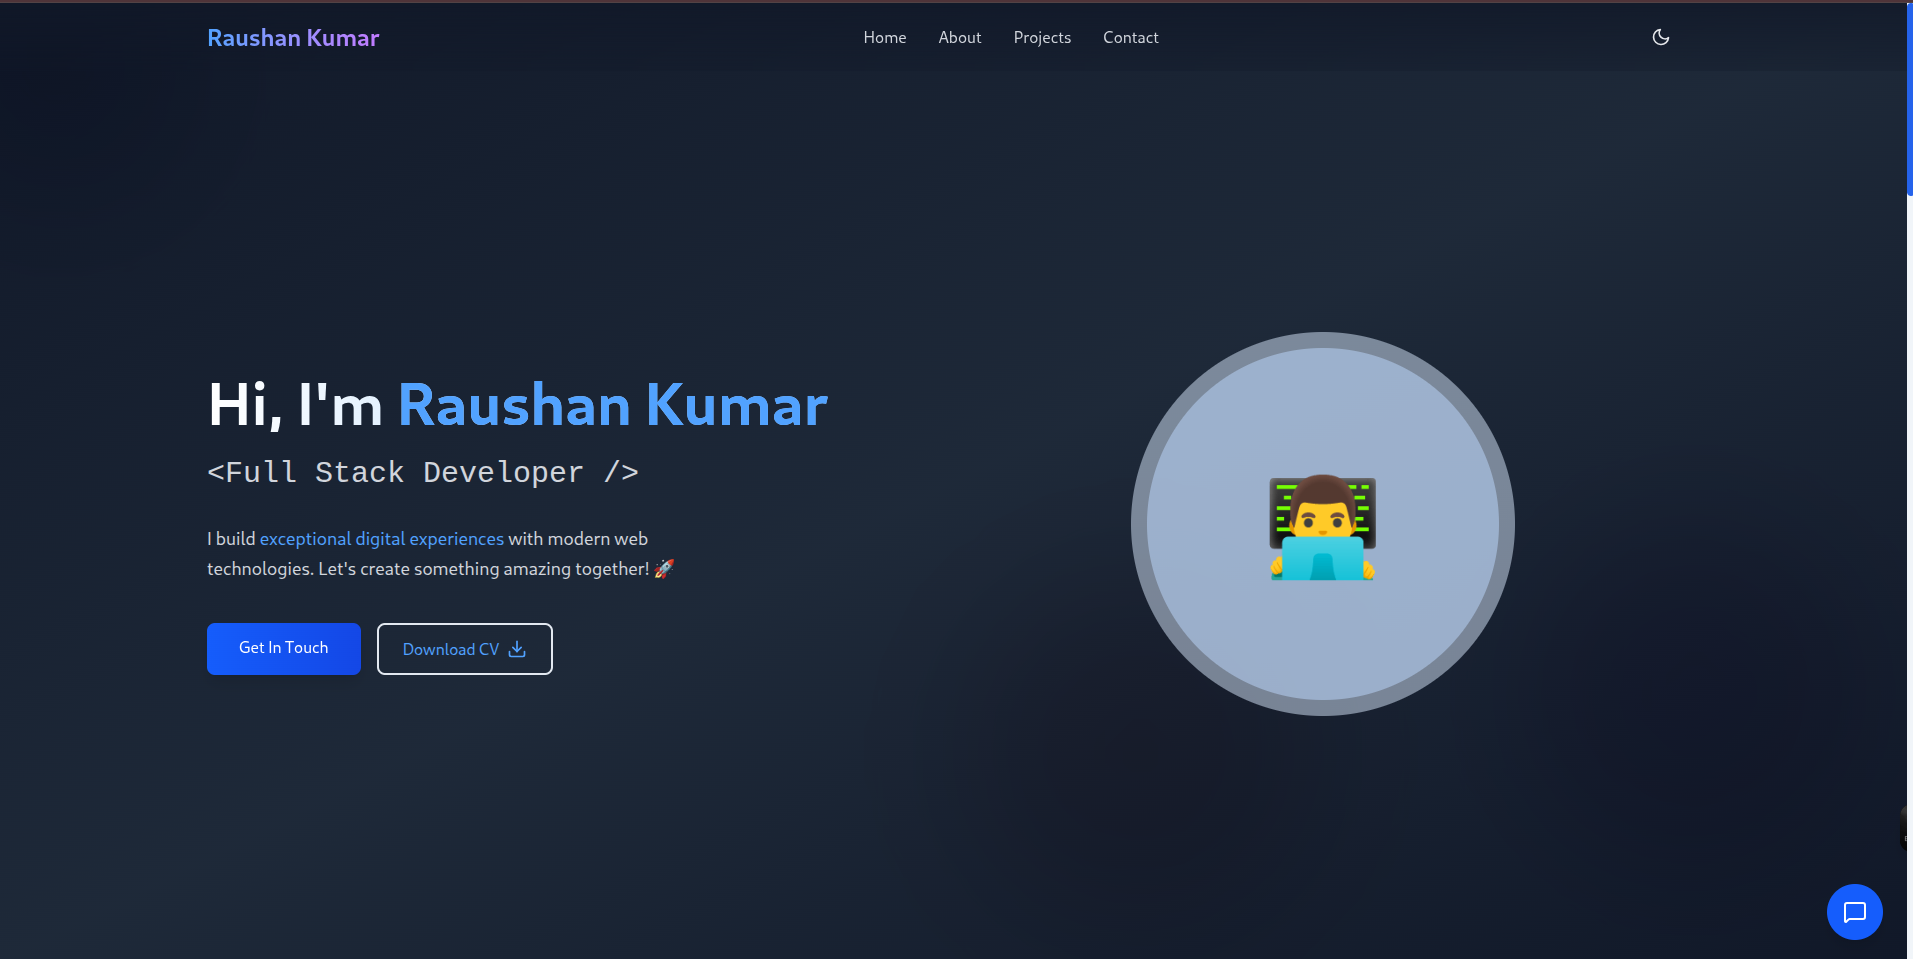 Raushan Kumar
Home About Projects Contact
Hi, I'm Raushan Kumar
<Full Stack Developer />
I build exceptional digital experiences with modern web
technologies. Let's create something amazing together! 🚀
Get In Touch
Download CV